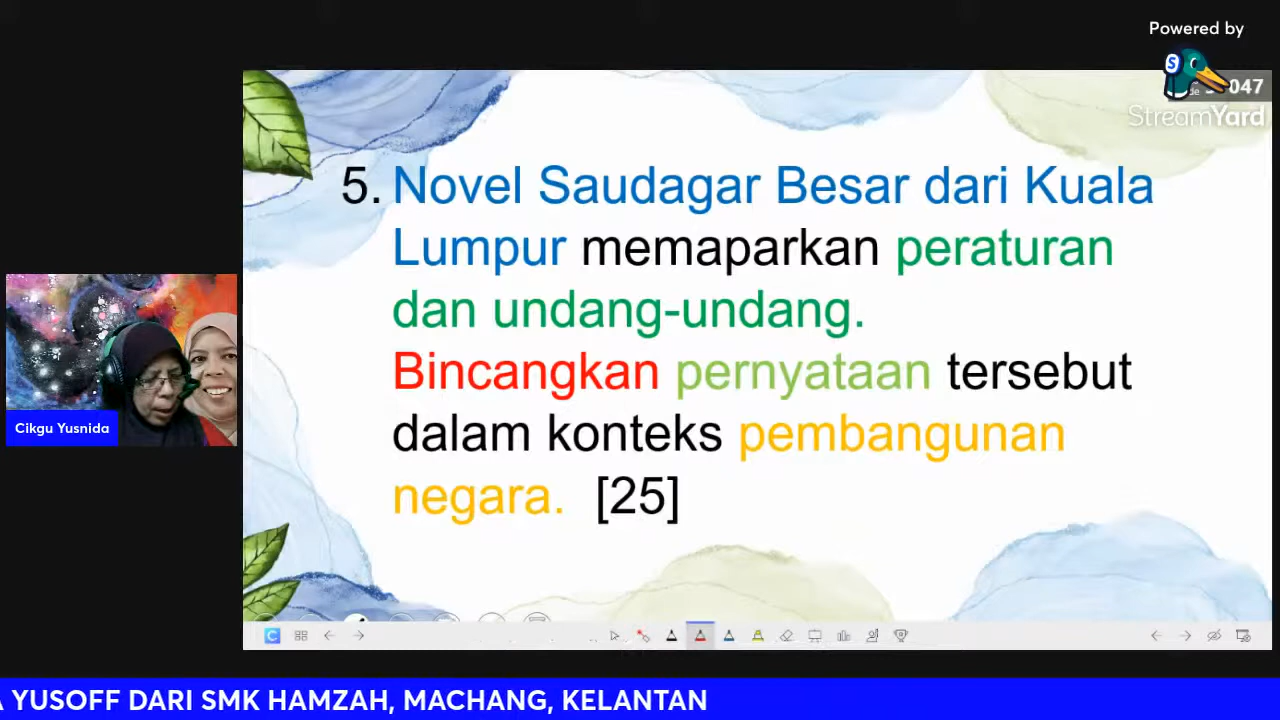 Powered by
047
StreamYard
5. Novel Saudagar Besar dari Kuala
Lumpur memaparkan peraturan
dan undang-undang.
Bincangkan pernyataan tersebut
dalam konteks pembangunan
negara. [25]
Cikgu Yusnida
YUSOFF DARI SMK HAMZAH, MACHANG, KELANTAN